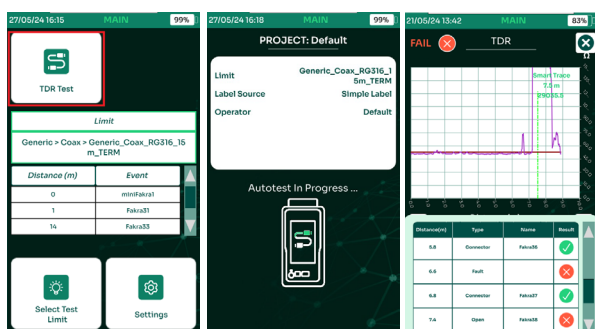 27/05/24 16:15 MAIN 99%
TDR Test
Limit
Generic > Coax > Generic_Coax_RG316_15
m_TERM
Distance (m) Event
0 miniFakra1
1 Fakra31
14 Fakra33
Select Test
Limit
Settings
27/05/24 16:18 MAIN 99%
PROJECT: Default
Limit Generic_Coax_RG316_1
5m_TERM
Label Source Simple Label
Operator Default
Autotest In Progress ...
21/05/24 13:42 MAIN 83%
FAIL TDR
Smart Trace
7.5 m
Distance(m) Type Name Result
5.8 Connector Fakra36
6.6 Fault
6.8 Connector Fakra37
7.4 Open Fakra38